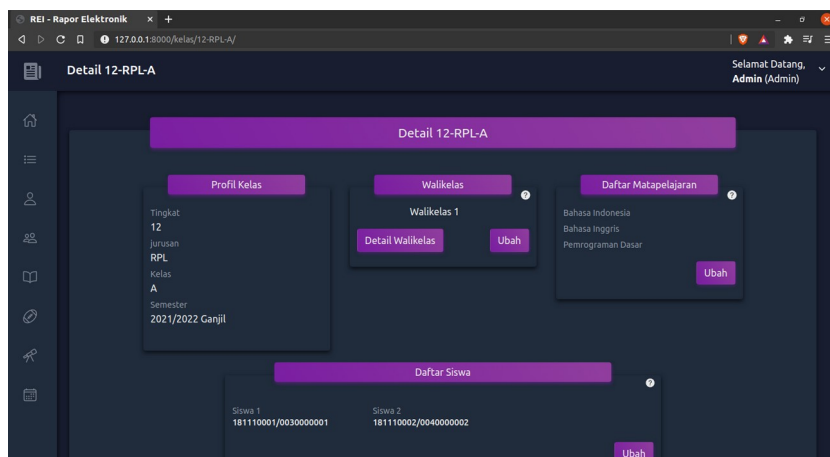 REI - Rapor Elektronik
127.0.0.1:8000/kelas/12-RPL-A/
Detail 12-RPL-A
Selamat Datang,
Admin (Admin)
Detail 12-RPL-A
Profil Kelas
Tingkat
12
jurusan
RPL
Kelas
A
Semester
2021/2022 Ganjil
Walikelas
Walikelas 1
Detail Walikelas
Ubah
Daftar Matapelajaran
Bahasa Indonesia
Bahasa Inggris
Pemrograman Dasar
Ubah
Daftar Siswa
Siswa 1
181110001/0030000001
Siswa 2
181110002/0040000002
Ubah